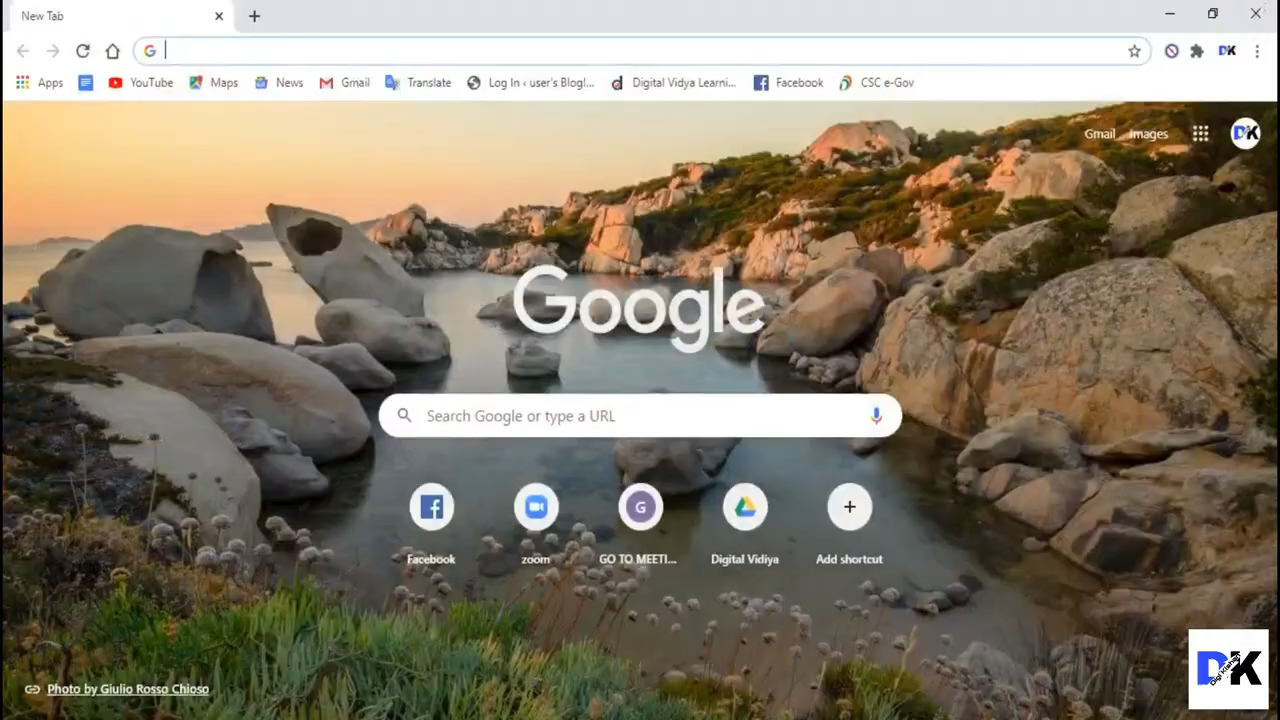 New Tab
Apps YouTube Maps News Gmail Translate Log In ‹ user's Blog!... Digital Vidya Learni... Facebook CSC e-Gov
Gmail Images DK
Google
Search Google or type a URL
G
Facebook zoom GO TO MEETI... Digital Vidiya Add shortcut
Photo by Giulio Rosso Chioso
DK